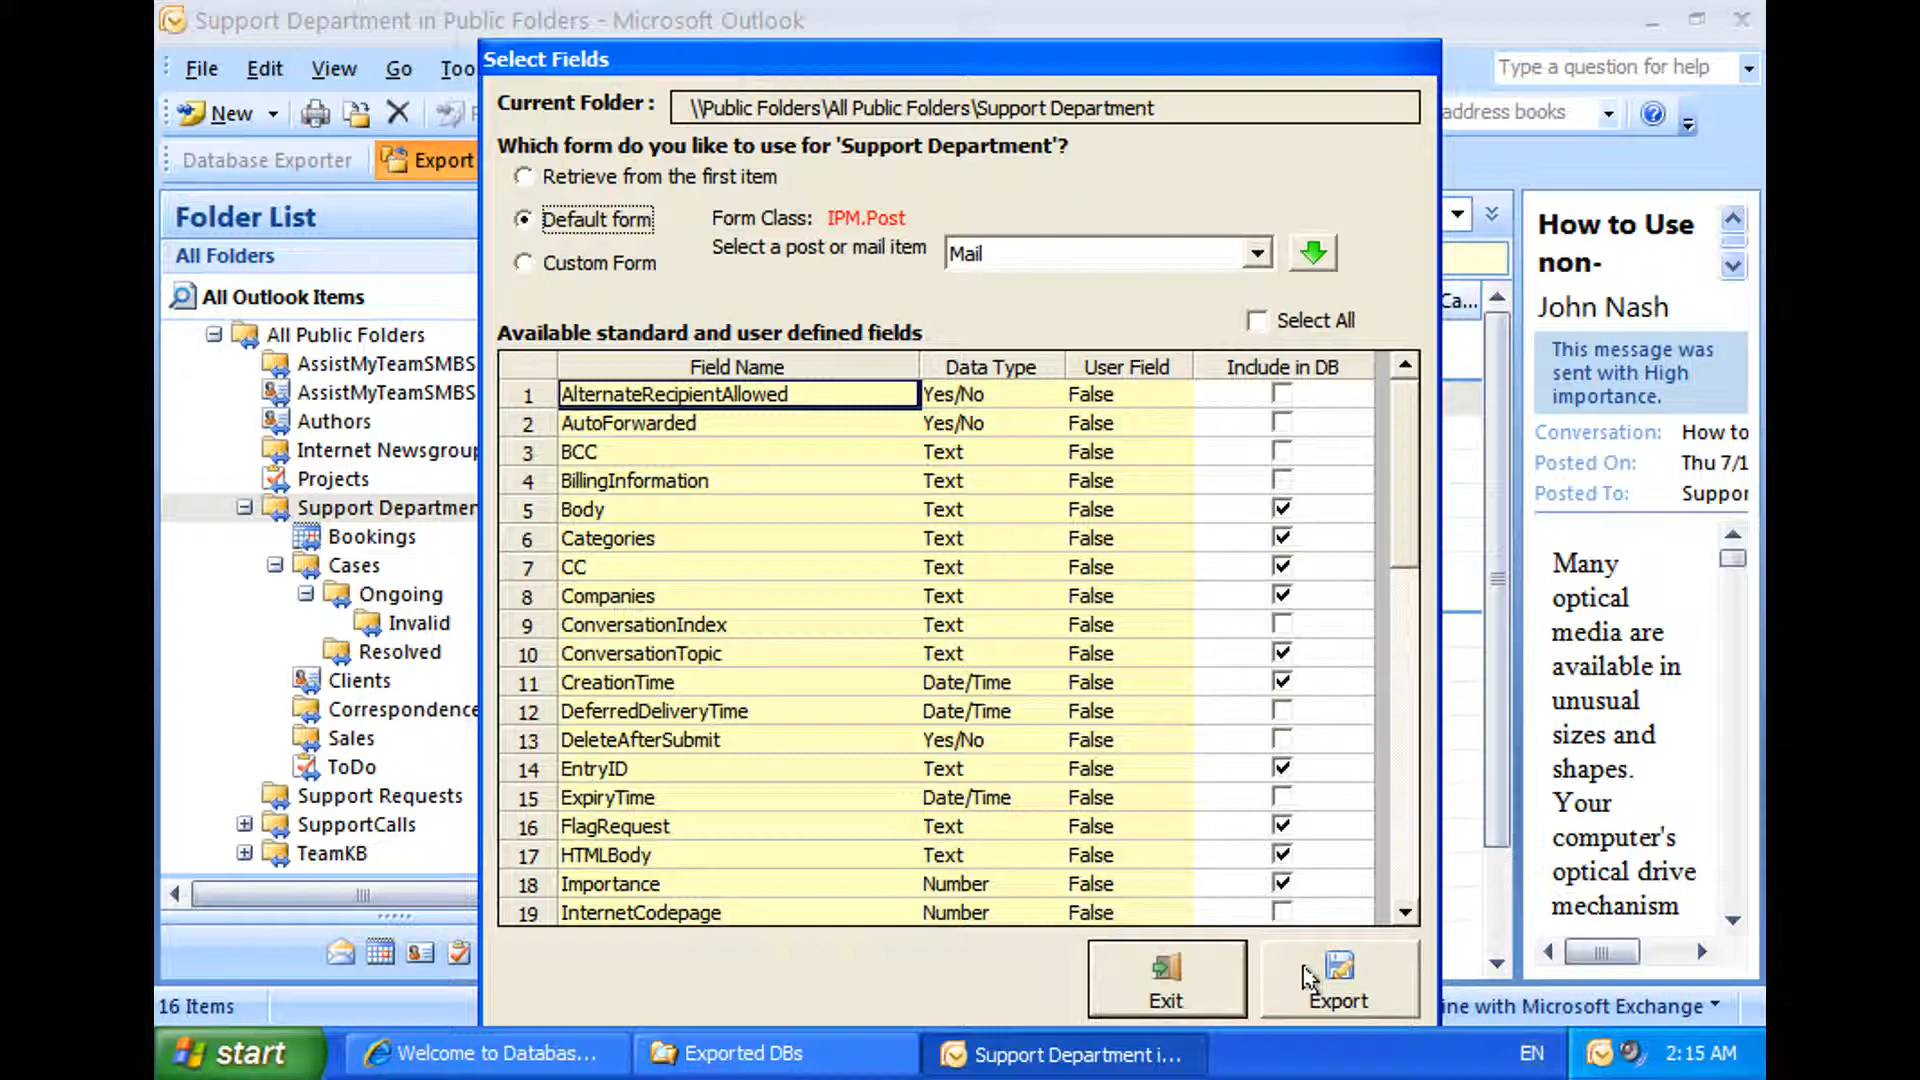 Support Department in Public Folders - Microsoft Outlook
File Edit View Go Too
Type a question for help
New
address books
Database Exporter
Export
Select Fields
Current Folder :
\\Public Folders\All Public Folders\Support Department
Which form do you like to use for 'Support Department'?
Retrieve from the first item
Default form
Form Class: IPM.Post
Select a post or mail item
Mail
Custom Form
Select All
Available standard and user defined fields
Field Name Data Type User Field Include in DB
1 AlternateRecipientAllowed Yes/No False
2 AutoForwarded Yes/No False
3 BCC Text False
4 BillingInformation Text False
5 Body Text False
6 Categories Text False
7 CC Text False
8 Companies Text False
9 ConversationIndex Text False
10 ConversationTopic Text False
11 CreationTime Date/Time False
12 DeferredDeliveryTime Date/Time False
13 DeleteAfterSubmit Yes/No False
14 EntryID Text False
15 ExpiryTime Date/Time False
16 FlagRequest Text False
17 HTMLBody Text False
18 Importance Number False
19 InternetCodepage Number False
Exit
Export
Folder List
All Folders
All Outlook Items
All Public Folders
AssistMyTeamSMBS
AssistMyTeamSMBS
Authors
Internet Newsgroup
Projects
Support Departmen
Bookings
Cases
Ongoing
Invalid
Resolved
Clients
Correspondence
Sales
ToDo
Support Requests
SupportCalls
TeamKB
Ca...
How to Use
non-
John Nash
This message was
sent with High
importance.
Conversation: How to
Posted On: Thu 7/1
Posted To: Suppor
Many
optical
media are
available in
unusual
sizes and
shapes.
Your
computer's
optical drive
mechanism
16 Items
ine with Microsoft Exchange
start
Welcome to Databas...
Exported DBs
Support Department i...
EN
2:15 AM